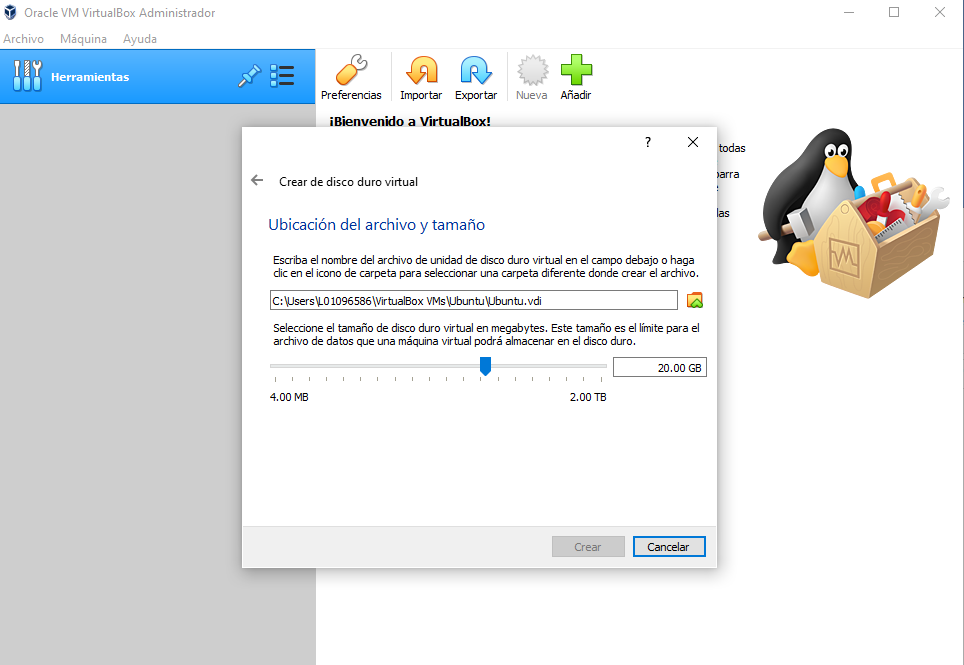 Oracle VM VirtualBox Administrador
Archivo Máquina Ayuda
Herramientas
Preferencias Importar Exportar Nueva Añadir
¡Bienvenido a VirtualBox!
todas
barra
las
? 
Crear de disco duro virtual
Ubicación del archivo y tamaño
Escriba el nombre del archivo de unidad de disco duro virtual en el campo debajo o haga
clic en el icono de carpeta para seleccionar una carpeta diferente donde crear el archivo.
C:\Users\L01096586\VirtualBox VMs\Ubuntu\Ubuntu.vdi
Seleccione el tamaño de disco duro virtual en megabytes. Este tamaño es el límite para el
archivo de datos que una máquina virtual podrá almacenar en el disco duro.
20.00 GB
4.00 MB 2.00 TB
Crear Cancelar